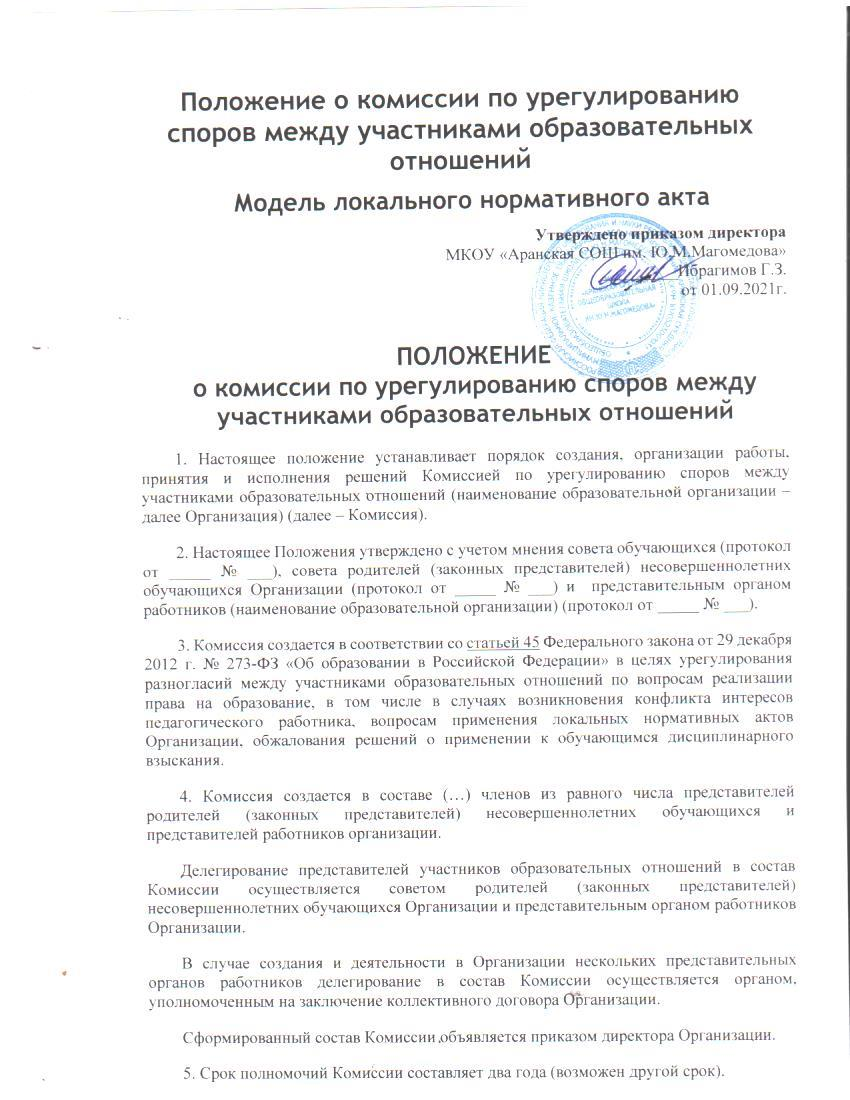 Положение о комиссии по урегулированию
споров между участниками образовательных
отношений
Модель локального нормативного акта
Утверждено приказом директора
МКОУ «Аранская СОШ им. Ю.М.Магомедова»
Ибрагимов Г.З.
от 01.09.2021г.
ОБЩЕОБРАЗОВАТЕЛЬНАЯ
ШКОЛА
ИМ.Ю.М.МАГОМЕДОВА»
ПОЛОЖЕНИЕ
о комиссии по урегулированию споров между
участниками образовательных отношений
1. Настоящее положение устанавливает порядок создания, организации работы,
принятия и исполнения решений Комиссией по урегулированию споров между
участниками образовательных отношений (наименование образовательной организации –
далее Организация) (далее – Комиссия).
2. Настоящее Положения утверждено с учетом мнения совета обучающихся (протокол
от _____ № ___), совета родителей (законных представителей) несовершеннолетних
обучающихся Организации (протокол от _____ № ___) и представительным органом
работников (наименование образовательной организации) (протокол от _____ № ___).
3. Комиссия создается в соответствии со статьей 45 Федерального закона от 29 декабря
2012 г. № 273-ФЗ «Об образовании в Российской Федерации» в целях урегулирования
разногласий между участниками образовательных отношений по вопросам реализации
права на образование, в том числе в случаях возникновения конфликта интересов
педагогического работника, вопросам применения локальных нормативных актов
Организации, обжалования решений о применении к обучающимся дисциплинарного
взыскания.
4. Комиссия создается в составе (…) членов из равного числа представителей
родителей (законных представителей) несовершеннолетних обучающихся и
представителей работников организации.
Делегирование представителей участников образовательных отношений в состав
Комиссии осуществляется советом родителей (законных представителей)
несовершеннолетних обучающихся Организации и представительным органом работников
Организации.
В случае создания и деятельности в Организации нескольких представительных
органов работников делегирование в состав Комиссии осуществляется органом,
уполномоченным на заключение коллективного договора Организации.
Сформированный состав Комиссии объявляется приказом директора Организации.
5. Срок полномочий Комиссии составляет два года (возможен другой срок).